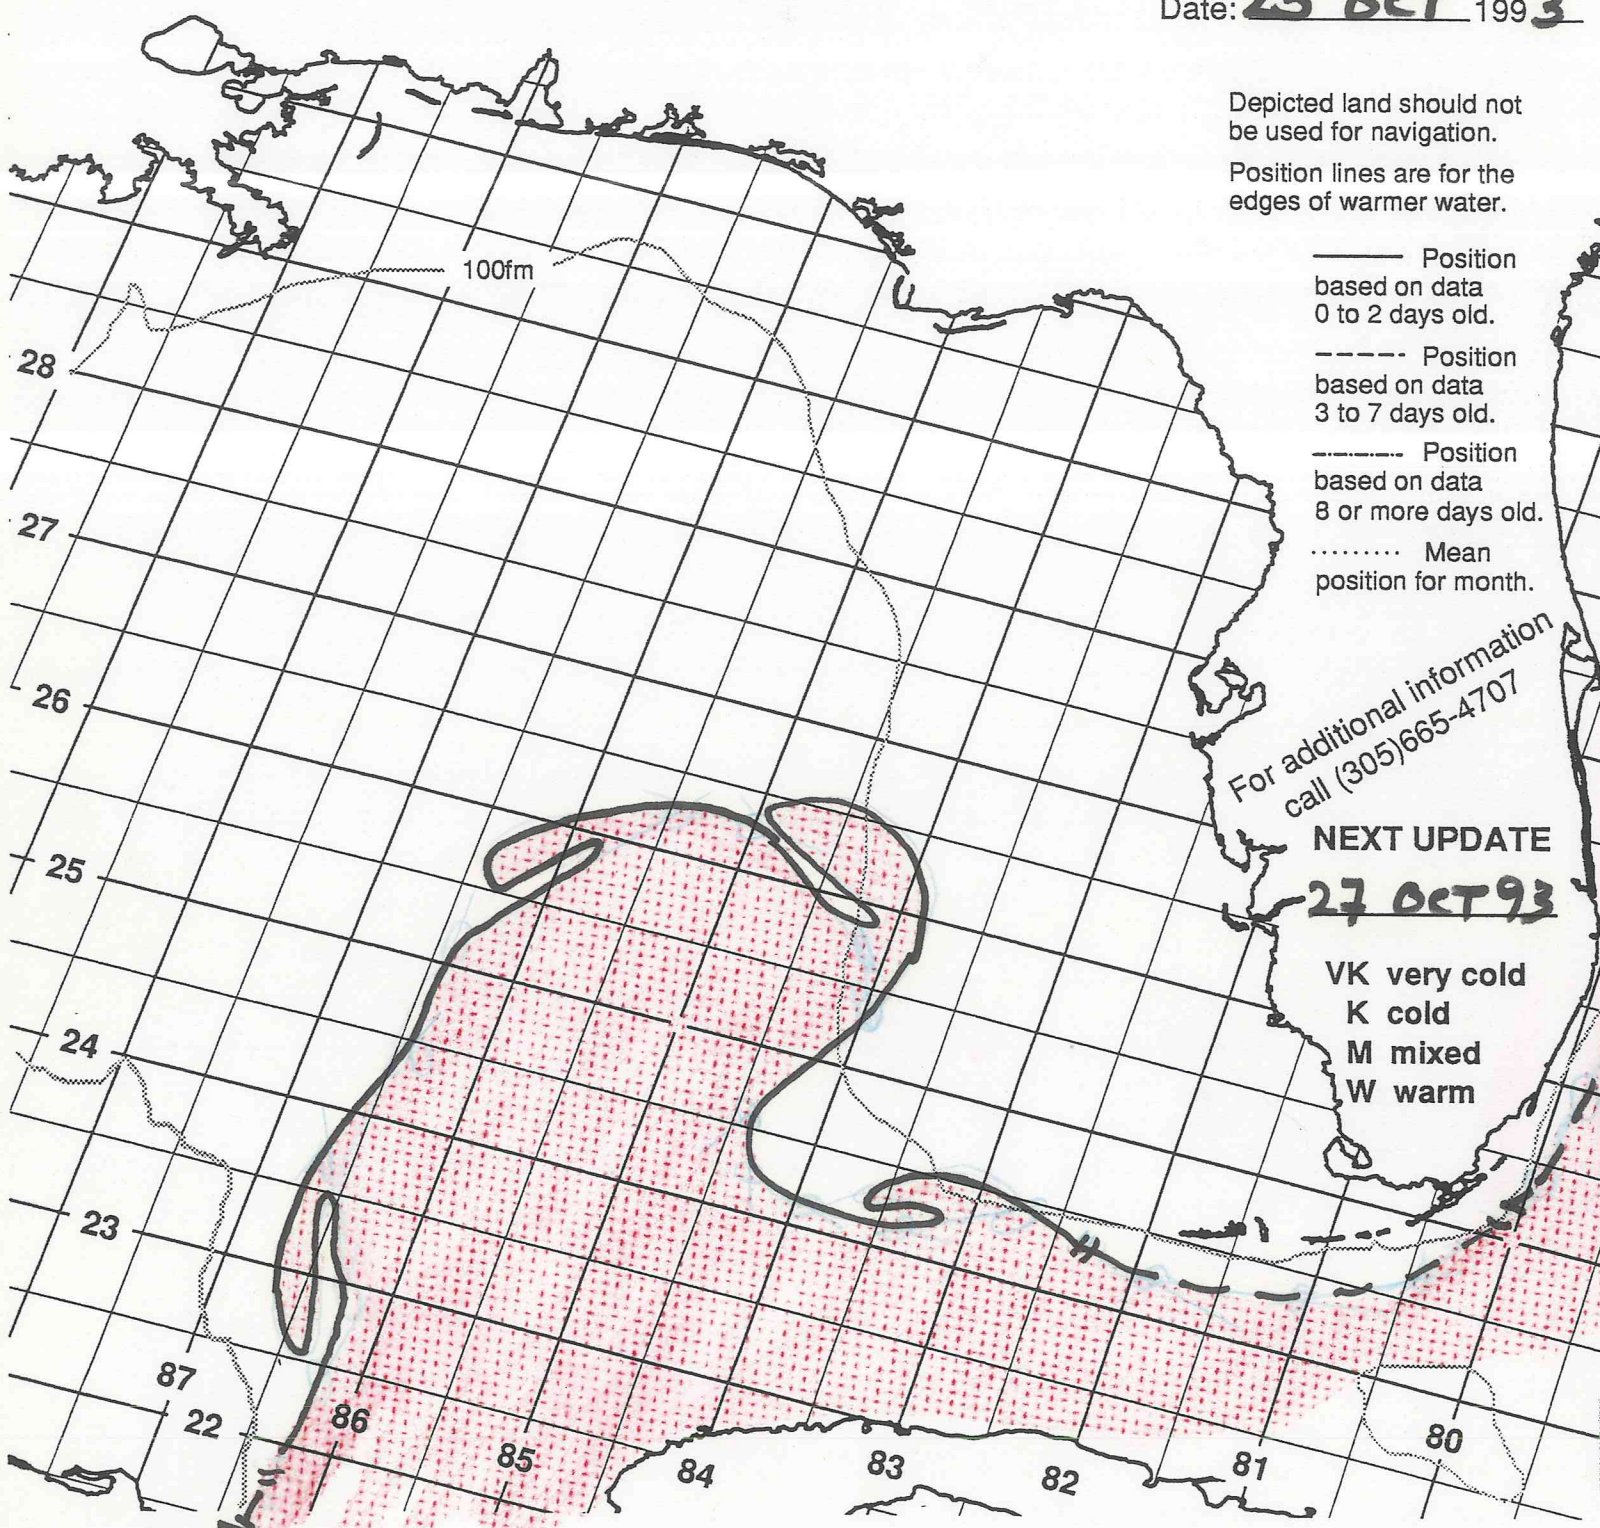 Date: 25 OCT 1993
Depicted land should not
be used for navigation.
Position lines are for the
edges of warmer water.
Position
based on data
0 to 2 days old.
Position
based on data
3 to 7 days old.
Position
based on data
8 or more days old.
Mean
position for month.
For additional information
call (305)665-4707
NEXT UPDATE
27 OCT 93
VK very cold
K cold
M mixed
W warm
100fm
28
27
26
25
24
23
22
87
86
85
84
83
82
81
80